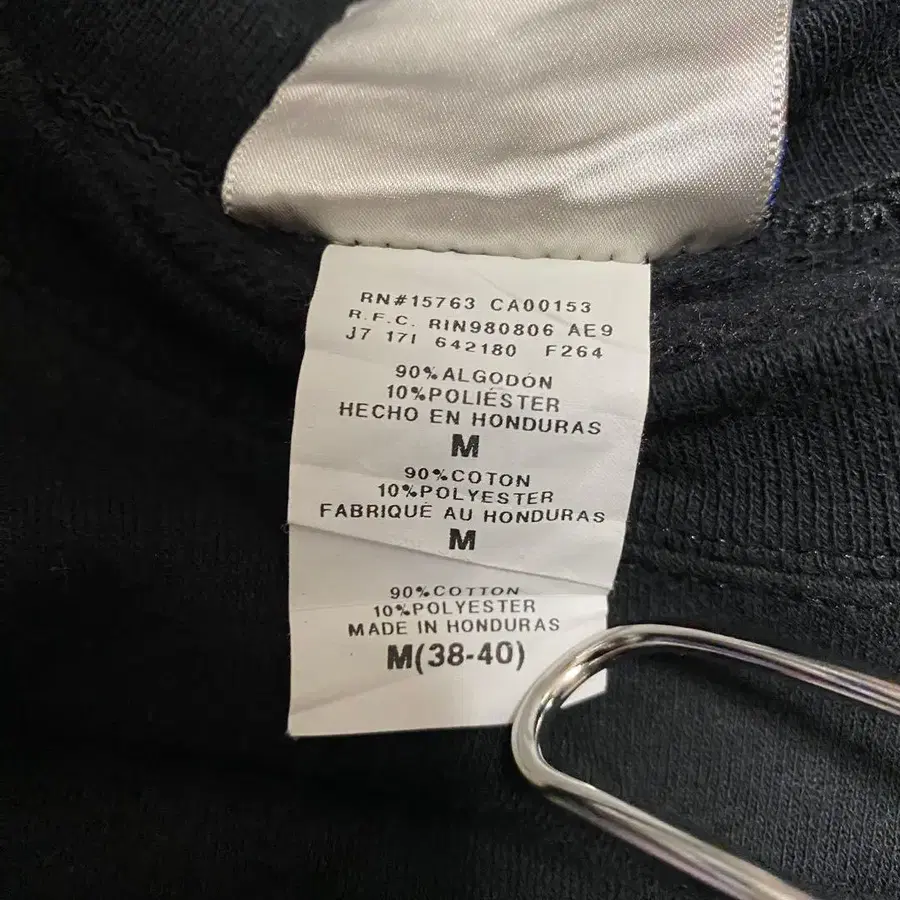 RN#15763 CA00153
R.F.C. RIN980806 AE9
J7 17I 642180 F264
90%ALGODÓN
10%POLIÉSTER
HECHO EN HONDURAS
M
90%COTON
10%POLYESTER
FABRIQUÉ AU HONDURAS
M
90%COTTON
10%POLYESTER
MADE IN HONDURAS
M(38-40)